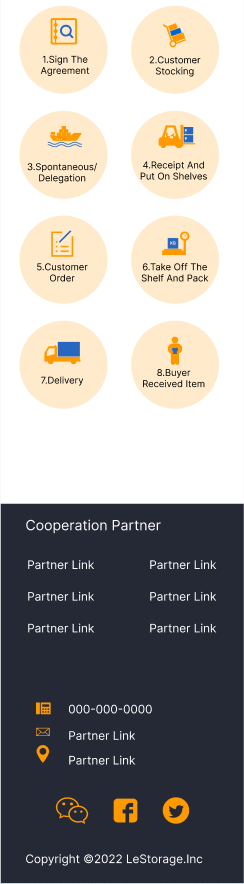 1.Sign The
Agreement
2.Customer
Stocking
3.Spontaneous/
Delegation
4.Receipt And
Put On Shelves
5.Customer
Order
KG
6.Take Off The
Shelf And Pack
7.Delivery
8.Buyer
Received Item
Cooperation Partner
Partner Link
Partner Link
Partner Link
Partner Link
Partner Link
Partner Link
000-000-0000
Partner Link
Partner Link
Copyright ©2022 LeStorage.Inc